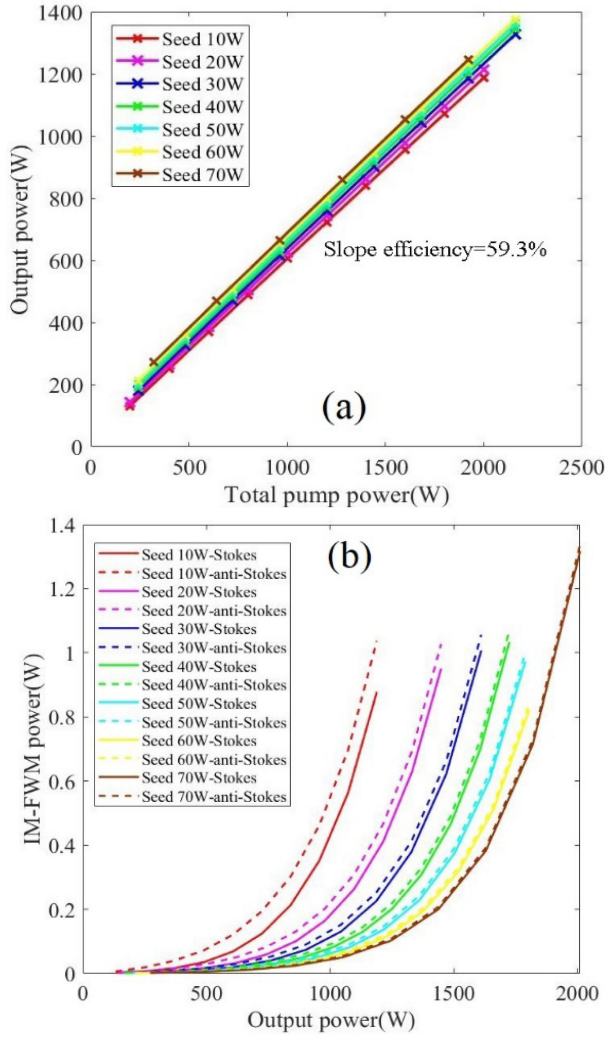 1400
1200
1000
800
600
400
200
0
Output power(W)
Seed 10W
Seed 20W
Seed 30W
Seed 40W
Seed 50W
Seed 60W
Seed 70W
Slope efficiency=59.3%
(a)
0 500 1000 1500 2000 2500
Total pump power(W)
1.4
1.2
1
0.8
0.6
0.4
0.2
0
IM-FWM power(W)
(b)
Seed 10W-Stokes
Seed 10W-anti-Stokes
Seed 20W-Stokes
Seed 20W-anti-Stokes
Seed 30W-Stokes
Seed 30W-anti-Stokes
Seed 40W-Stokes
Seed 40W-anti-Stokes
Seed 50W-Stokes
Seed 50W-anti-Stokes
Seed 60W-Stokes
Seed 60W-anti-Stokes
Seed 70W-Stokes
Seed 70W-anti-Stokes
0 500 1000 1500 2000
Output power(W)